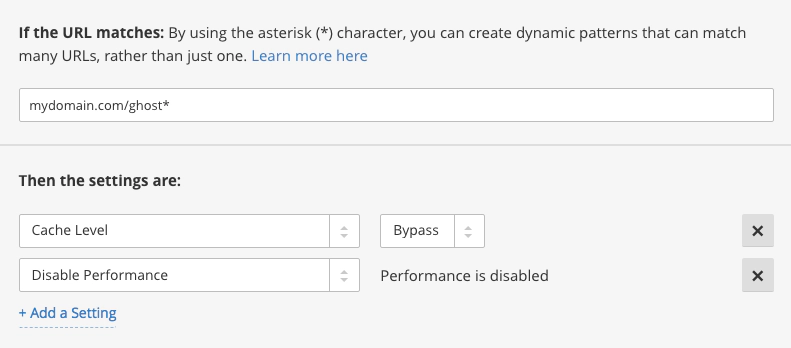 If the URL matches: By using the asterisk (*) character, you can create dynamic patterns that can match
many URLs, rather than just one. Learn more here
mydomain.com/ghost*
Then the settings are:
Cache Level Bypass ×
Disable Performance Performance is disabled ×
+ Add a Setting